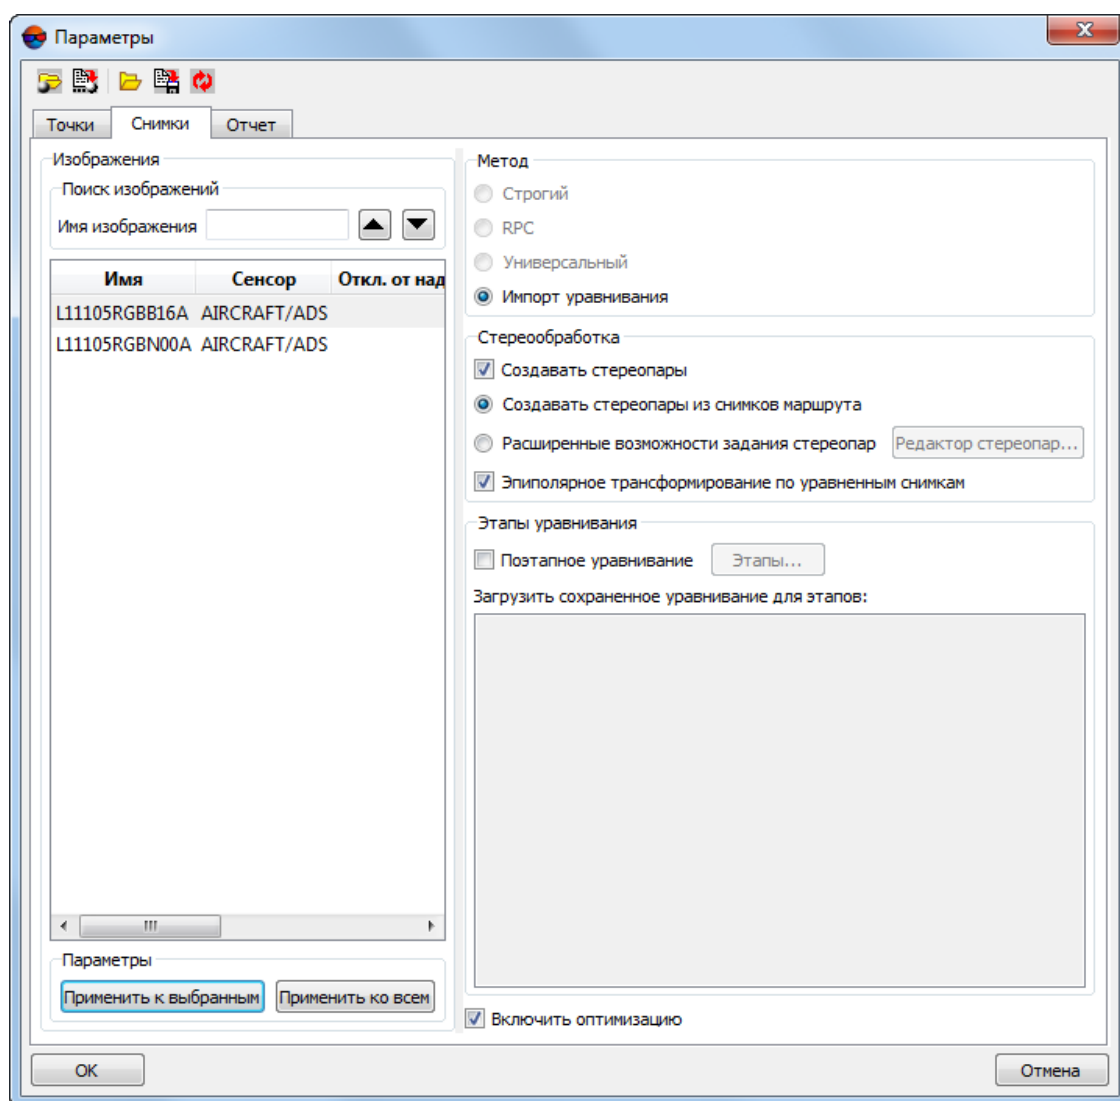 Параметры
Точки Снимки Отчет
Изображения
Поиск изображений
Имя изображения
Имя Сенсор Откл. от над
L11105RGBB16A AIRCRAFT/ADS
L11105RGBN00A AIRCRAFT/ADS
Параметры
Применить к выбранным Применить ко всем
Метод
Строгий
RPC
Универсальный
Импорт уравнивания
Стереообработка
Создавать стереопары
Создавать стереопары из снимков маршрута
Расширенные возможности задания стереопар Редактор стереопар...
Эпиполярное трансформирование по уравненным снимкам
Этапы уравнивания
Поэтапное уравнивание Этапы...
Загрузить сохраненное уравнивание для этапов:
Включить оптимизацию
OK Отмена